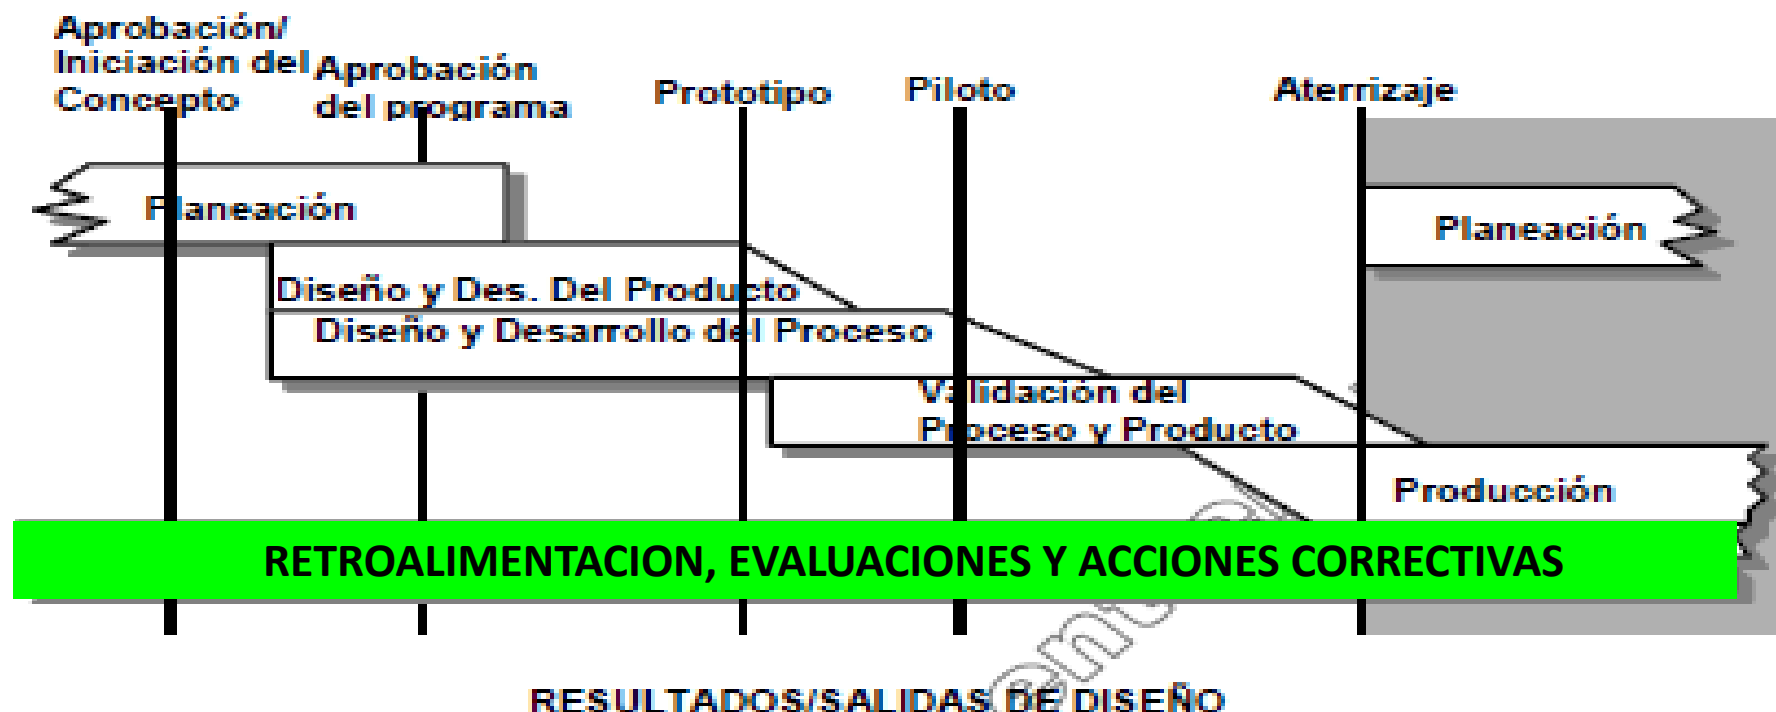 Aprobación/
Iniciación del
Concepto
Aprobación
del programa
Prototipo
Piloto
Aterrizaje
Planeación
Planeación
Diseño y Des. Del Producto
Diseño y Desarrollo del Proceso
Validación del
Proceso y Producto
Producción
RETROALIMENTACION, EVALUACIONES Y ACCIONES CORRECTIVAS
RESULTADOS/SALIDAS DE DISEÑO